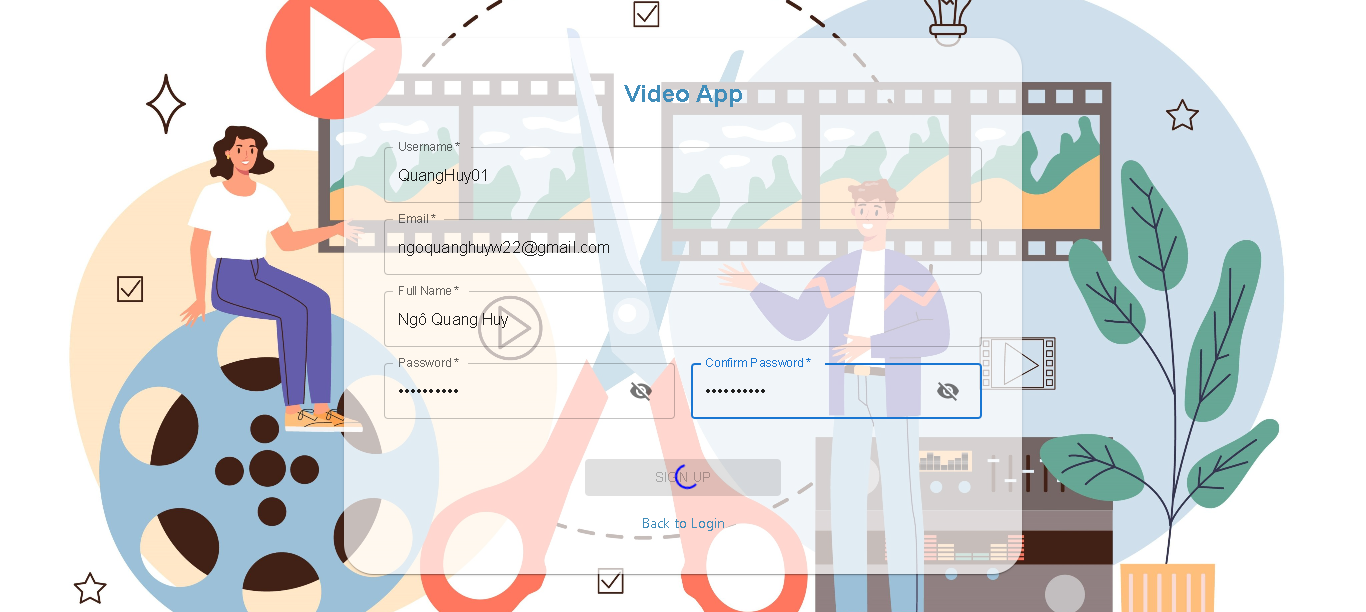 Video App
Username *
QuangHuy01
Email *
ngoquanghuyw22@gmail.com
Full Name *
Ngô Quang Huy
Password *
••••••••••
Confirm Password *
••••••••••
SIGN UP
Back to Login